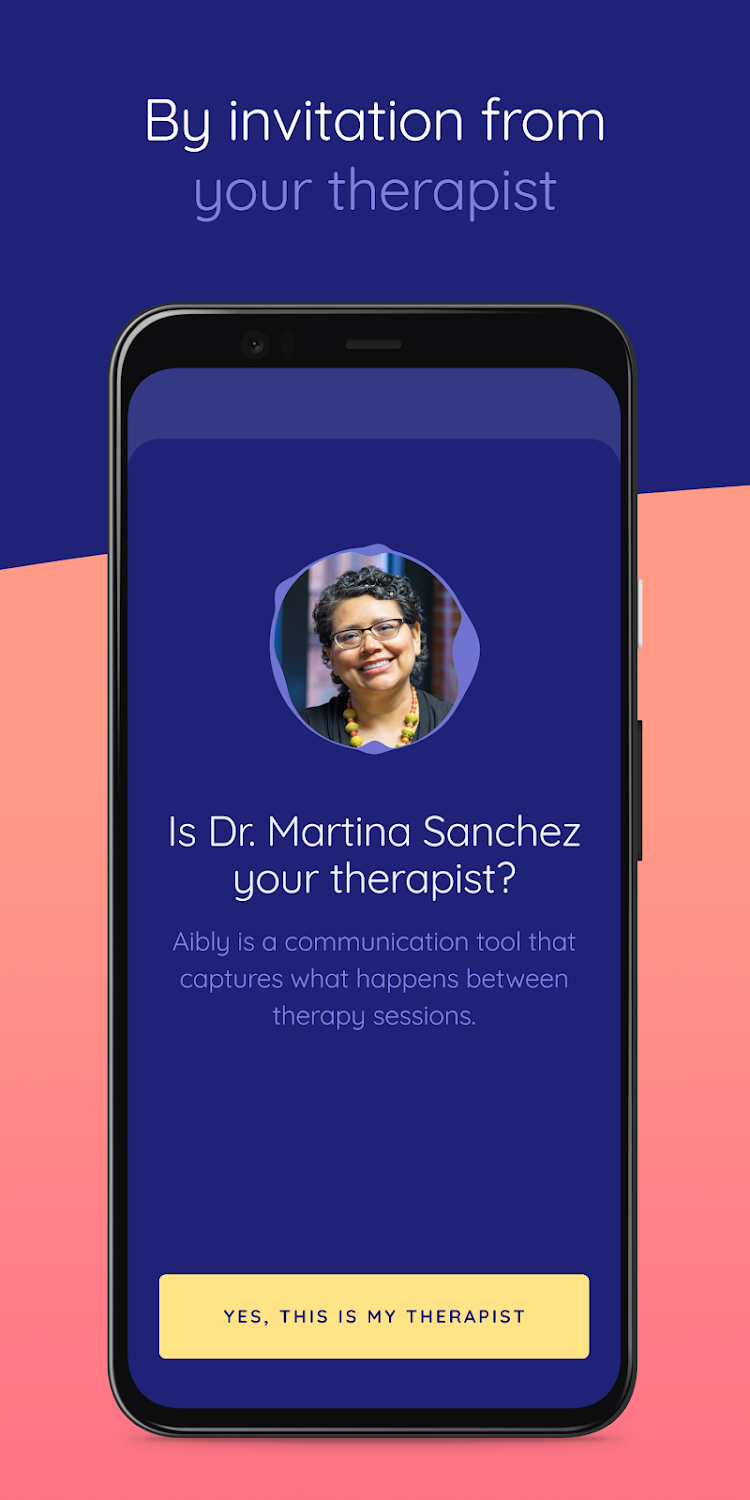 By invitation from
your therapist
Is Dr. Martina Sanchez
your therapist?
Aibly is a communication tool that
captures what happens between
therapy sessions.
YES, THIS IS MY THERAPIST